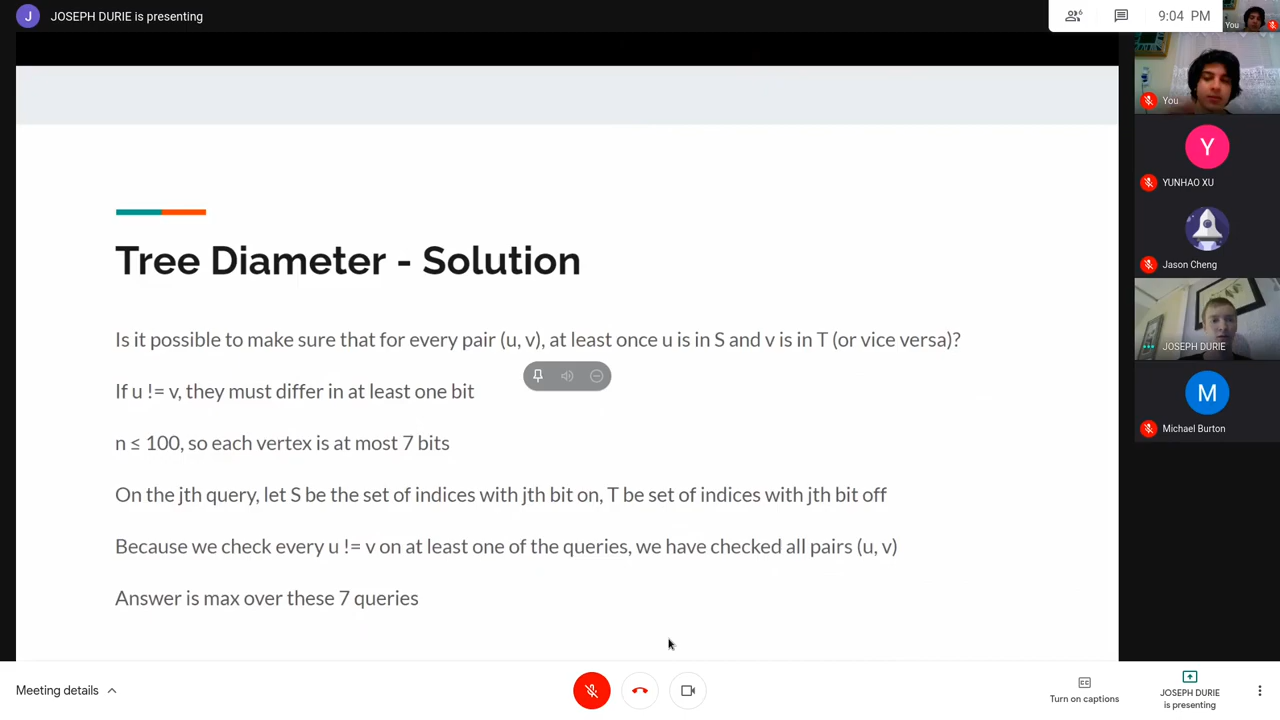 J
JOSEPH DURIE is presenting
6
9:04 PM
You
You
Y
YUNHAO XU
Jason Cheng
JOSEPH DURIE
M
Michael Burton
Tree Diameter - Solution
Is it possible to make sure that for every pair (u, v), at least once u is in S and v is in T (or vice versa)?
If u != v, they must differ in at least one bit
n ≤ 100, so each vertex is at most 7 bits
On the jth query, let S be the set of indices with jth bit on, T be set of indices with jth bit off
Because we check every u != v on at least one of the queries, we have checked all pairs (u, v)
Answer is max over these 7 queries
Meeting details
Turn on captions
JOSEPH DURIE
is presenting